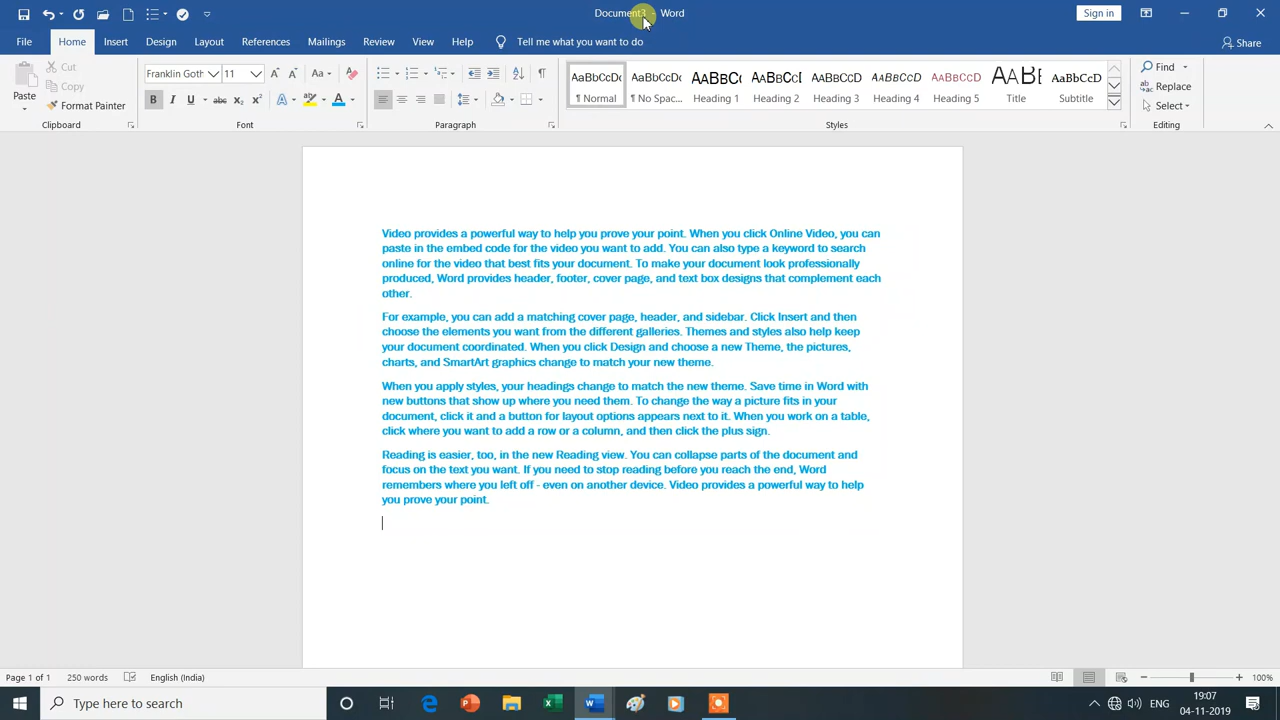 Document3 - Word
Sign in
File Home Insert Design Layout References Mailings Review View Help Tell me what you want to do
Share
Paste
Cut
Copy
Format Painter
Clipboard
Franklin Goth 11
Aa
B I U abc x₂ x² A A
Font
Paragraph
AaBbCcDc
¶ Normal
AaBbCcDc
¶ No Spac...
AaBbCc
Heading 1
AaBbCcI
Heading 2
AaBbCcDc
Heading 3
AaBbCcD
Heading 4
AaBbCcD
Heading 5
AaB
Title
AaBbCcD
Subtitle
Styles
Find
Replace
Select
Editing
Video provides a powerful way to help you prove your point. When you click Online Video, you can
paste in the embed code for the video you want to add. You can also type a keyword to search
online for the video that best fits your document. To make your document look professionally
produced, Word provides header, footer, cover page, and text box designs that complement each
other.
For example, you can add a matching cover page, header, and sidebar. Click Insert and then
choose the elements you want from the different galleries. Themes and styles also help keep
your document coordinated. When you click Design and choose a new Theme, the pictures,
charts, and SmartArt graphics change to match your new theme.
When you apply styles, your headings change to match the new theme. Save time in Word with
new buttons that show up where you need them. To change the way a picture fits in your
document, click it and a button for layout options appears next to it. When you work on a table,
click where you want to add a row or a column, and then click the plus sign.
Reading is easier, too, in the new Reading view. You can collapse parts of the document and
focus on the text you want. If you need to stop reading before you reach the end, Word
remembers where you left off - even on another device. Video provides a powerful way to help
you prove your point.
Page 1 of 1 250 words English (India)
100%
Type here to search
ENG
19:07
04-11-2019